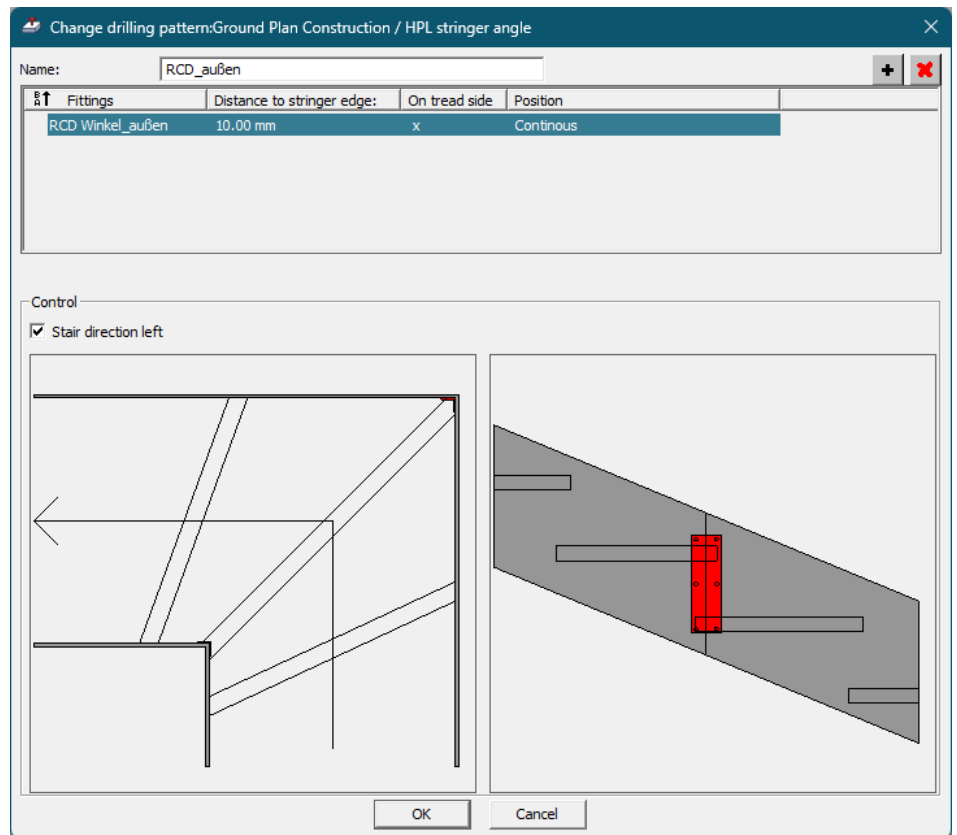 Change drilling pattern:Ground Plan Construction / HPL stringer angle
Name: RCD_außen
B A Fittings Distance to stringer edge: On tread side Position
RCD Winkel_außen 10.00 mm x Continous
Control
Stair direction left
OK Cancel